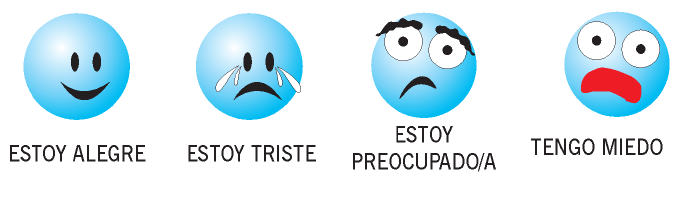 ESTOY ALEGRE
ESTOY TRISTE
ESTOY
PREOCUPADO/A
TENGO MIEDO